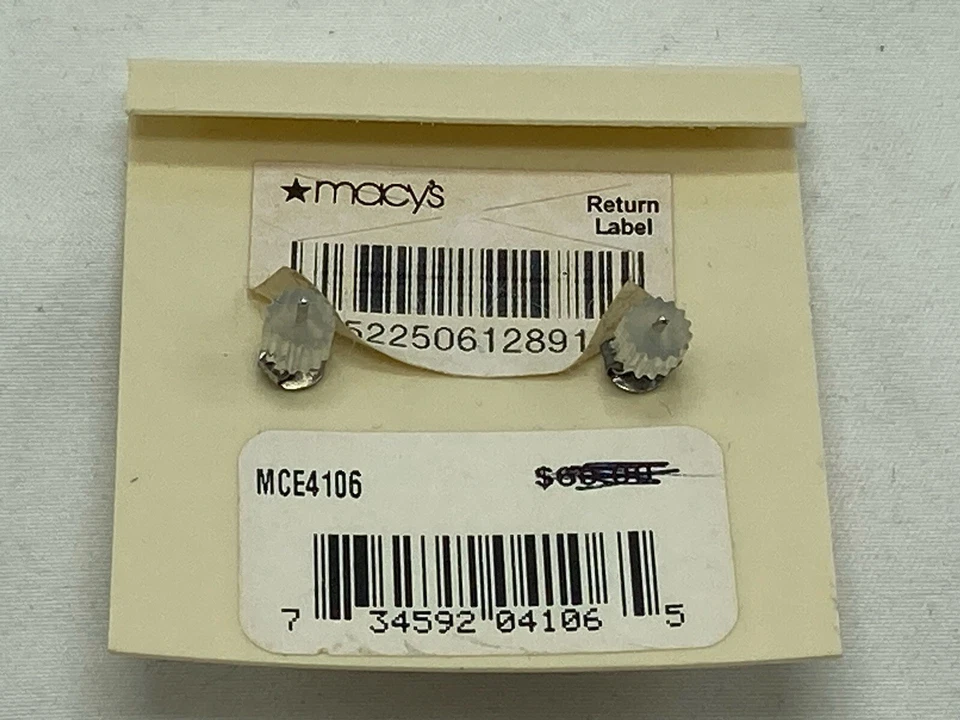 ★macy's
Return
Label
52250612891
MCE4106
7 34592 04106 5